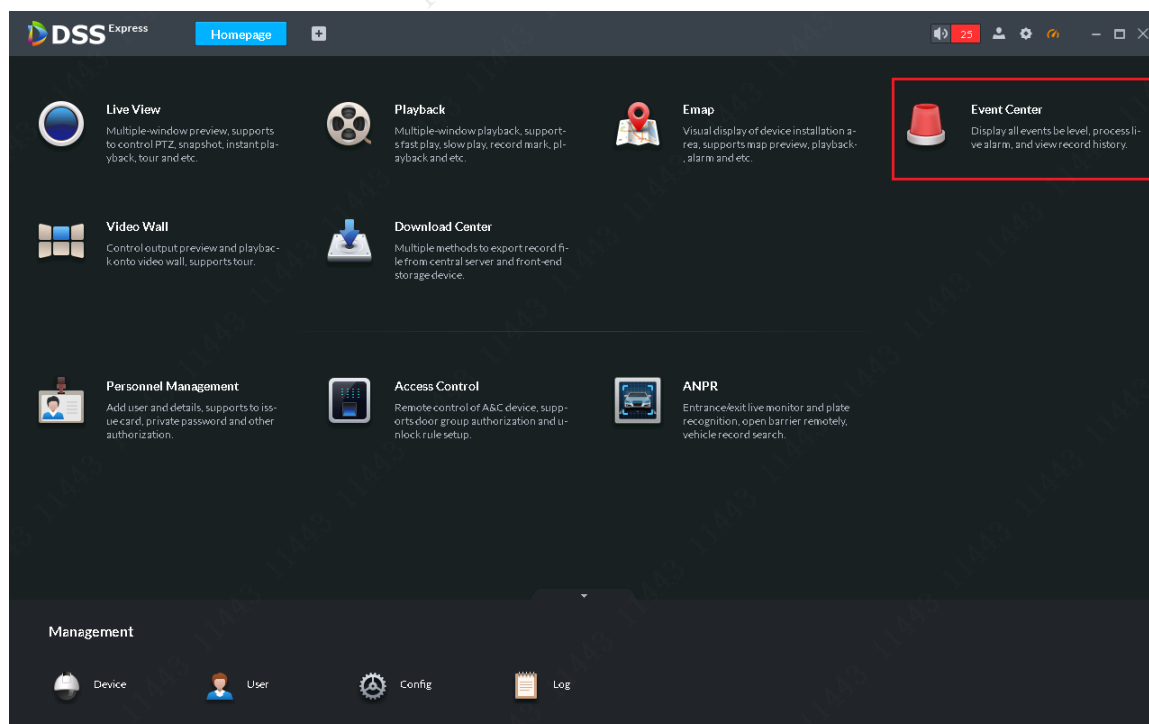 DSS Express
Homepage
25
Live View
Multiple-window preview, supports
to control PTZ, snapshot, instant pla-
yback, tour and etc.
Playback
Multiple-window playback, support-
s fast play, slow play, record mark, pl-
ayback and etc.
Emap
Visual display of device installation a-
rea, supports map preview, playback-
, alarm and etc.
Event Center
Display all events be level, process li-
ve alarm, and view record history.
Video Wall
Control output preview and playbac-
k onto video wall, supports tour.
Download Center
Multiple methods to export record fi-
le from central server and front-end
storage device.
Personnel Management
Add user and details, supports to iss-
ue card, private password and other
authorization.
Access Control
Remote control of A&C device, supp-
orts door group authorization and u-
nlock rule setup.
ANPR
Entrance/exit live monitor and plate
recognition, open barrier remotely,
vehicle record search.
Management
Device
User
Config
Log
11443 11443 11443